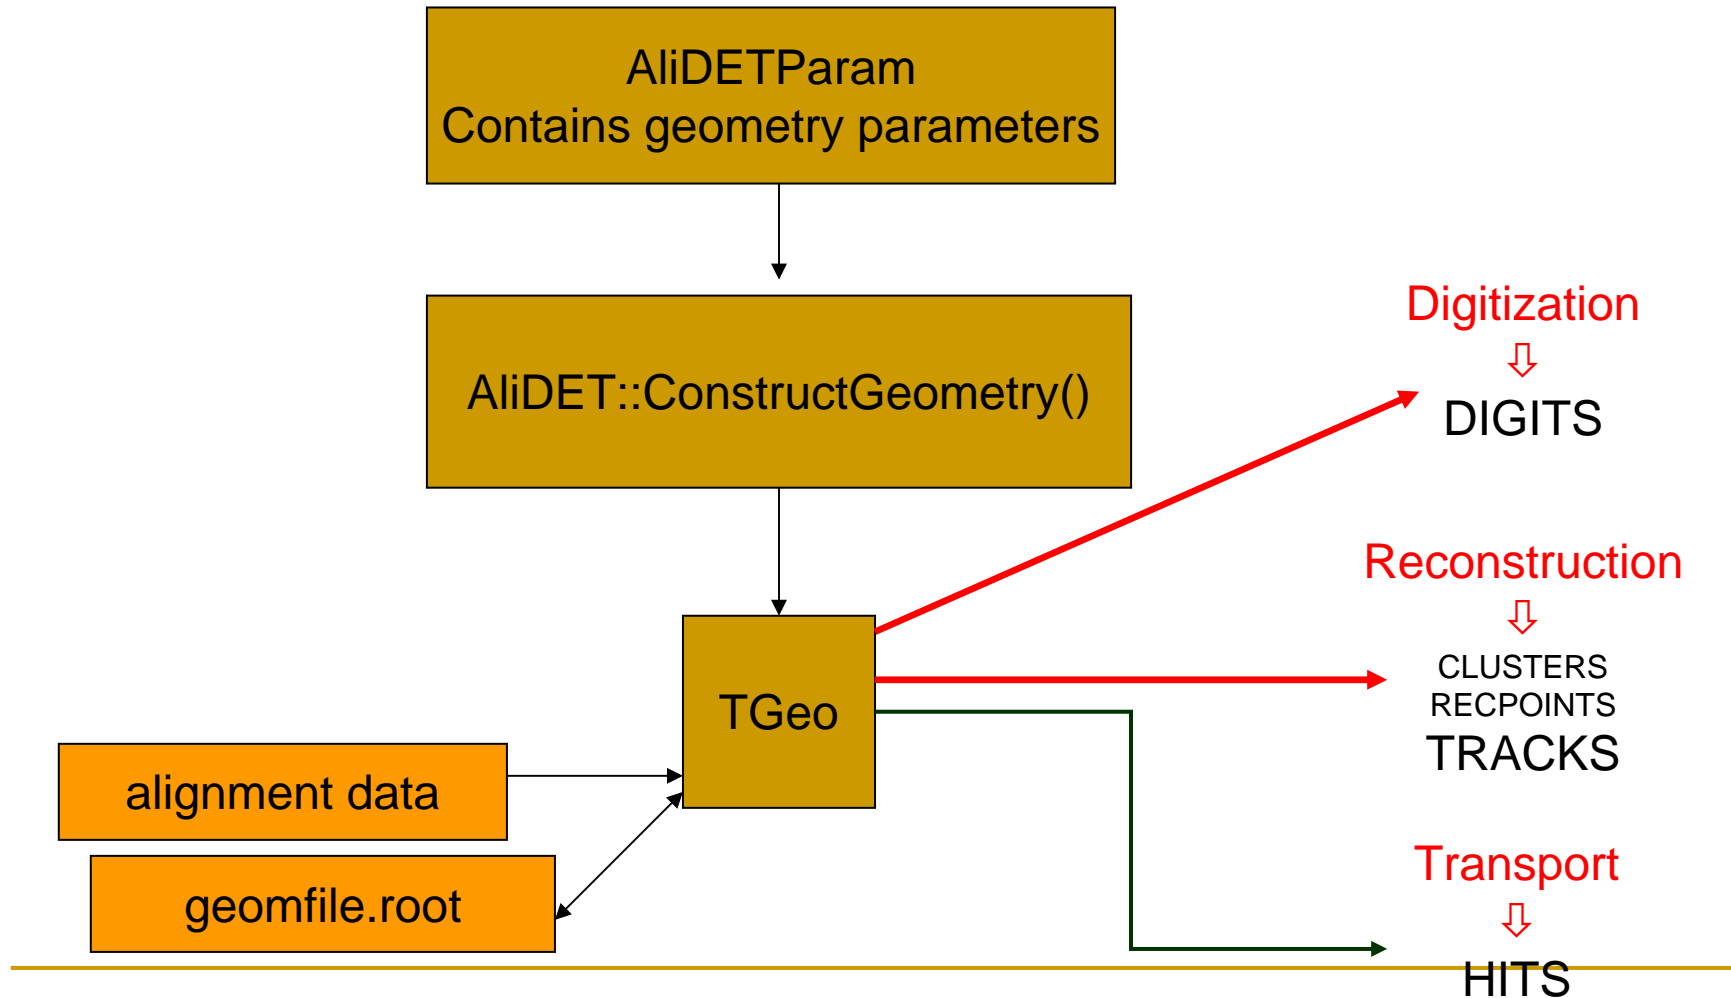 AliDETParam
Contains geometry parameters
AliDET::ConstructGeometry()
TGeo
alignment data
geomfile.root
Digitization
DIGITS
Reconstruction
CLUSTERS
RECPOINTS
TRACKS
Transport
HITS